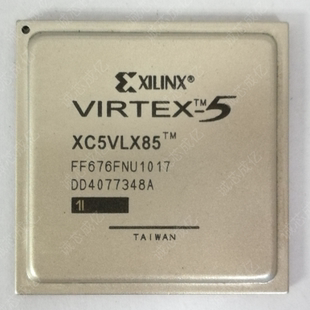 XILINX®
VIRTEX™-5
XC5VLX85™
FF676FNU1017
DD4077348A
1I
TAIWAN